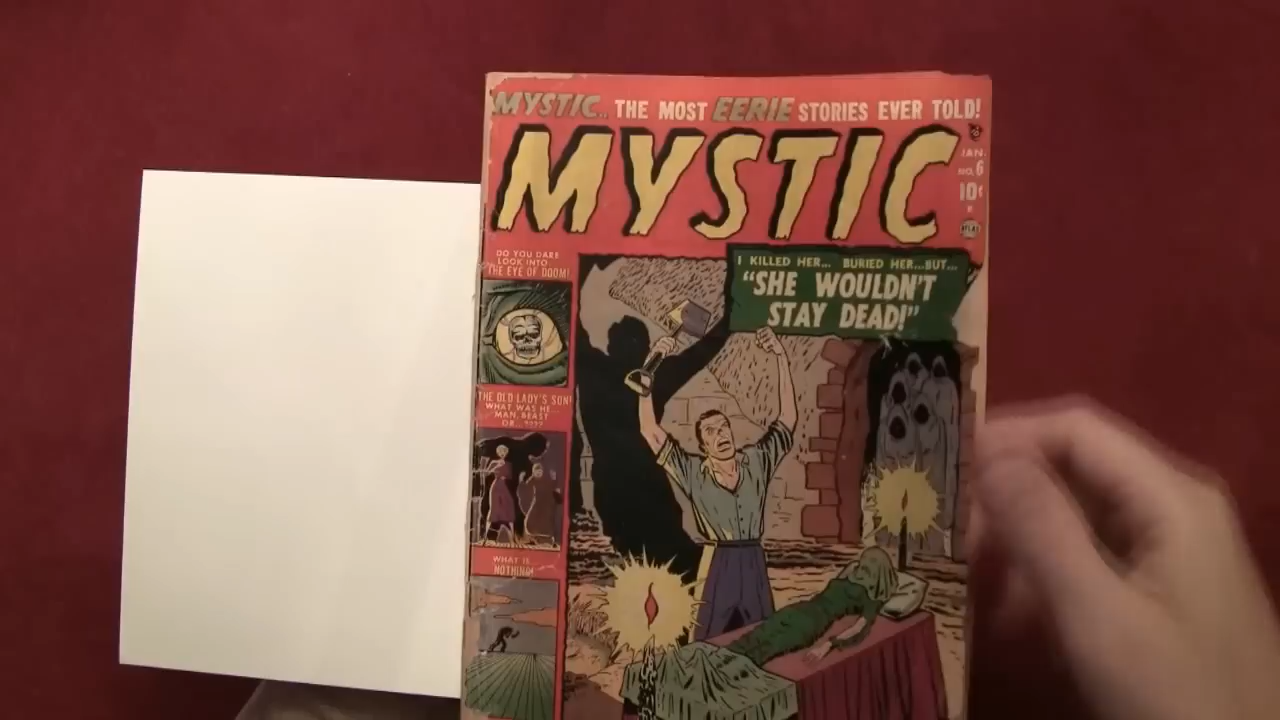 MYSTIC.. THE MOST EERIE STORIES EVER TOLD!
MYSTIC
JAN.
NO. 6
10¢
ATLAS
DO YOU DARE
LOOK INTO
THE EYE OF DOOM!
I KILLED HER... BURIED HER...BUT...
"SHE WOULDN'T
STAY DEAD!"
THE OLD LADY'S SON!
WHAT WAS HE...
MAN, BEAST
OR...????
WHAT IS
NOTHING!